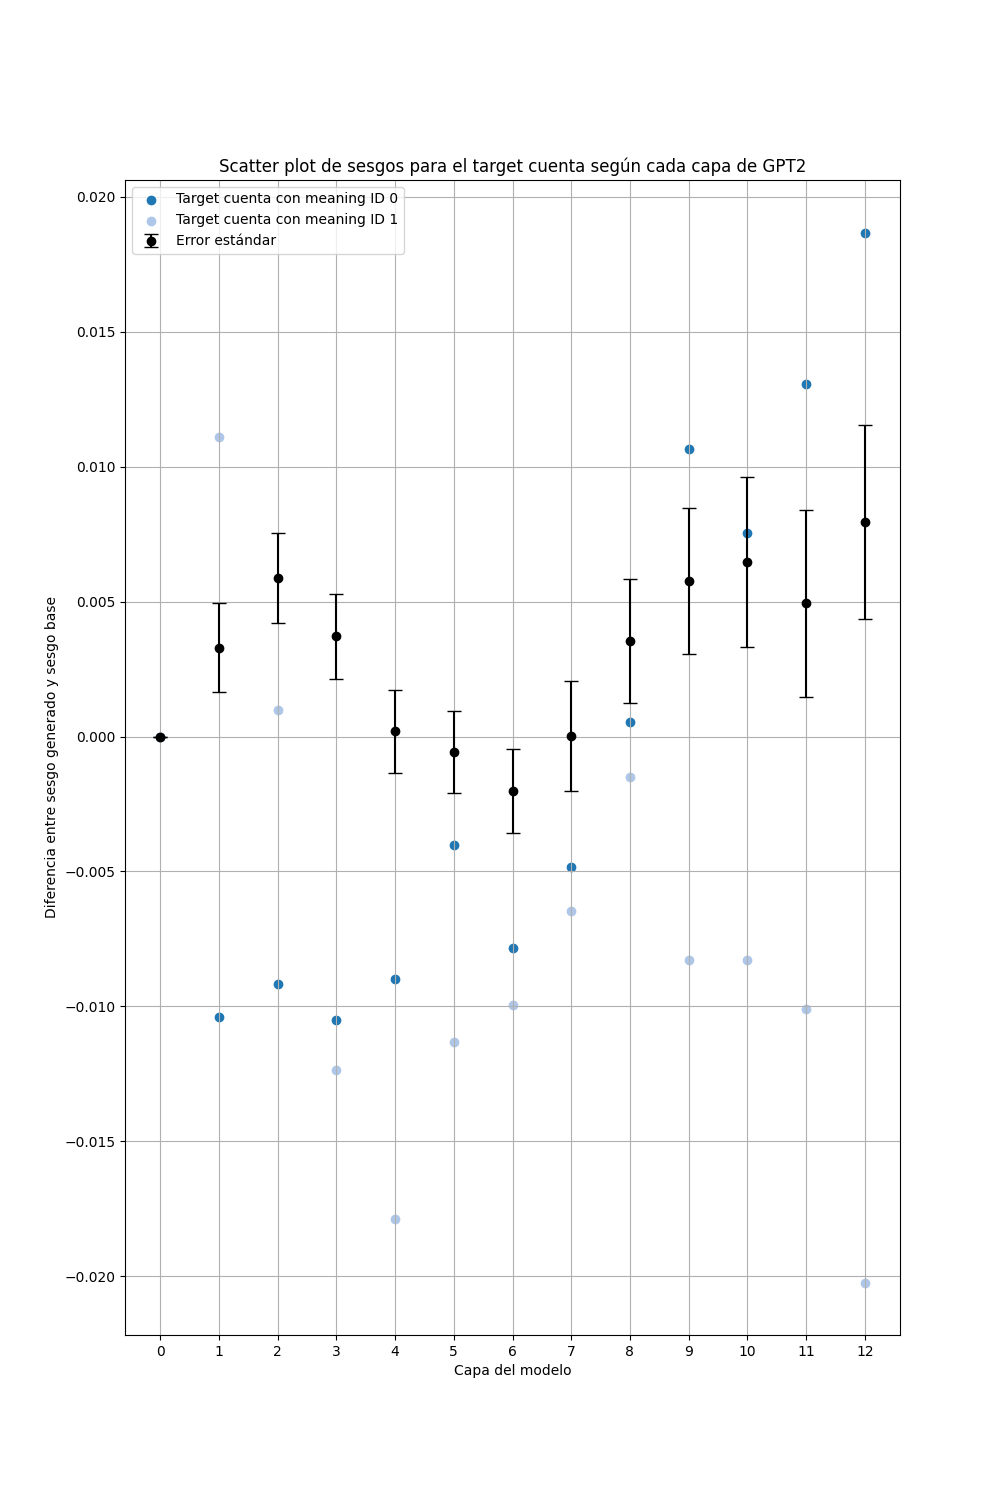 Scatter plot de sesgos para el target cuenta según cada capa de GPT2
Target cuenta con meaning ID 0
Target cuenta con meaning ID 1
Error estándar
Diferencia entre sesgo generado y sesgo base
0.020
0.015
0.010
0.005
0.000
−0.005
−0.010
−0.015
−0.020
0 1 2 3 4 5 6 7 8 9 10 11 12
Capa del modelo